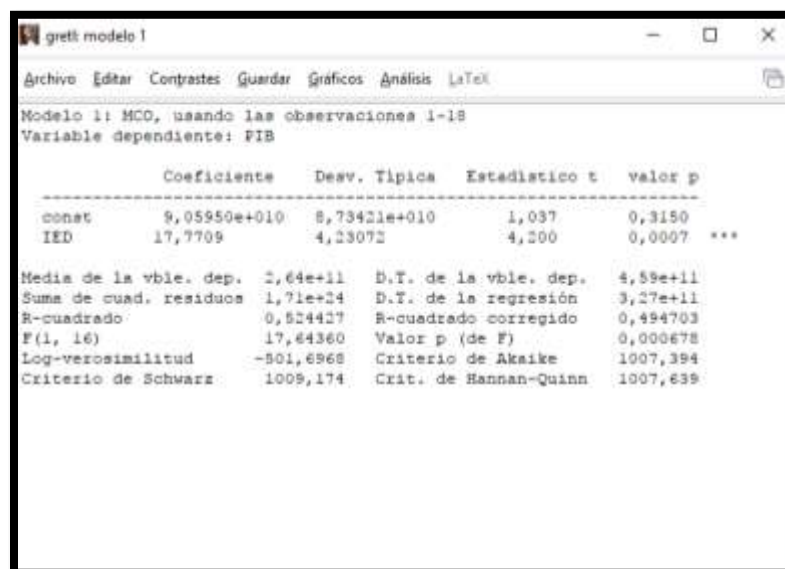 gretl: modelo 1
Archivo Editar Contrastes Guardar Gráficos Análisis LaTeX
Modelo 1: MCO, usando las observaciones 1-18
Variable dependiente: PIB
Coeficiente Desv. Típica Estadístico t valor p
const 9,05950e+010 8,73421e+010 1,037 0,3150
IED 17,7709 4,23072 4,200 0,0007 ***
Media de la vble. dep. 2,64e+11 D.T. de la vble. dep. 4,59e+11
Suma de cuad. residuos 1,71e+24 D.T. de la regresión 3,27e+11
R-cuadrado 0,524427 R-cuadrado corregido 0,494703
F(1, 16) 17,64360 Valor p (de F) 0,000678
Log-verosimilitud -501,6968 Criterio de Akaike 1007,394
Criterio de Schwarz 1009,174 Crit. de Hannan-Quinn 1007,639